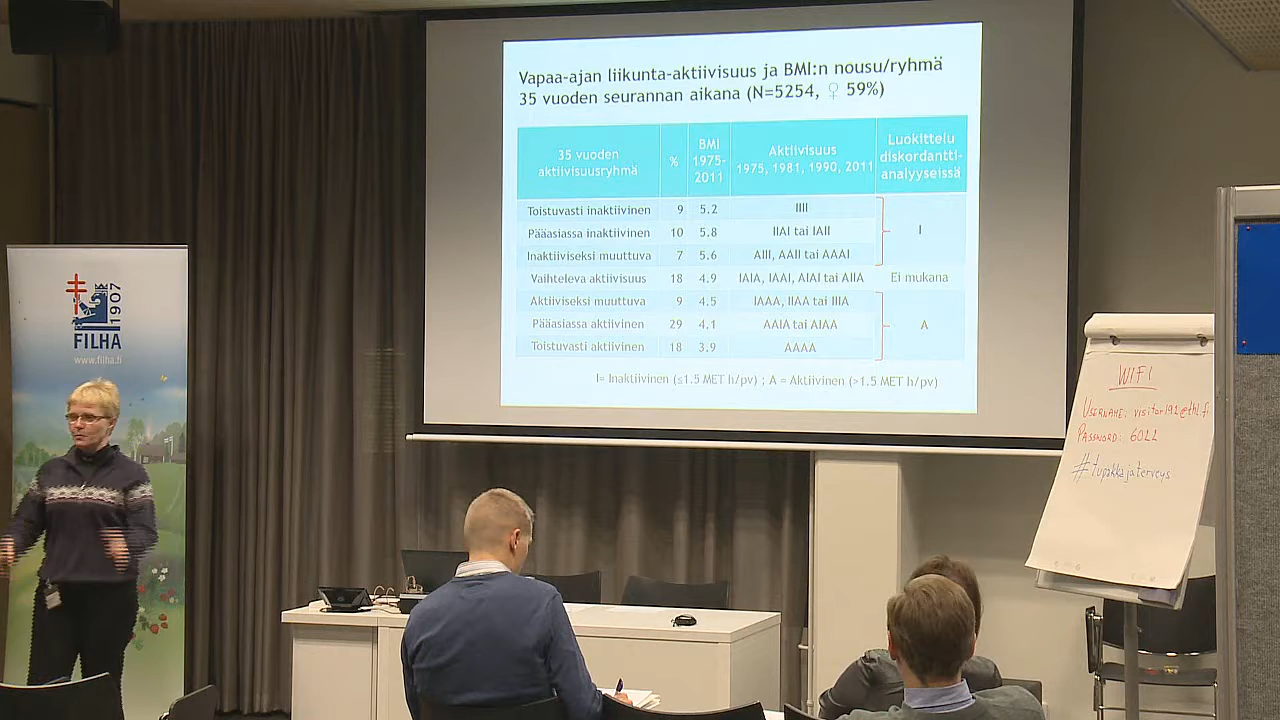 Vapaa-ajan liikunta-aktiivisuus ja BMI:n nousu/ryhmä
35 vuoden seurannan aikana (N=5254, ♀ 59%)
35 vuoden
aktiivisuusryhmä
%
BMI
1975-
2011
Aktiivisuus
1975, 1981, 1990, 2011
Luokittelu
diskordantti-
analyyseissä
Toistuvasti inaktiivinen 9 5.2 IIII
Pääasiassa inaktiivinen 10 5.8 IIAI tai IAII I
Inaktiiviseksi muuttuva 7 5.6 AIII, AAII tai AAAI
Vaihteleva aktiivisuus 18 4.9 IAIA, IAAI, AIAI tai AIIA Ei mukana
Aktiiviseksi muuttuva 9 4.5 IAAA, IIAA tai IIIA
Pääasiassa aktiivinen 29 4.1 AAIA tai AIAA A
Toistuvasti aktiivinen 18 3.9 AAAA
I= Inaktiivinen (≤1.5 MET h/pv) ; A = Aktiivinen (>1.5 MET h/pv)
1907
FILHA
www.filha.fi
WIFI
USERNAME: visitor192@thl.fi
PASSWORD: 6OLL
#tupakkajaterveys